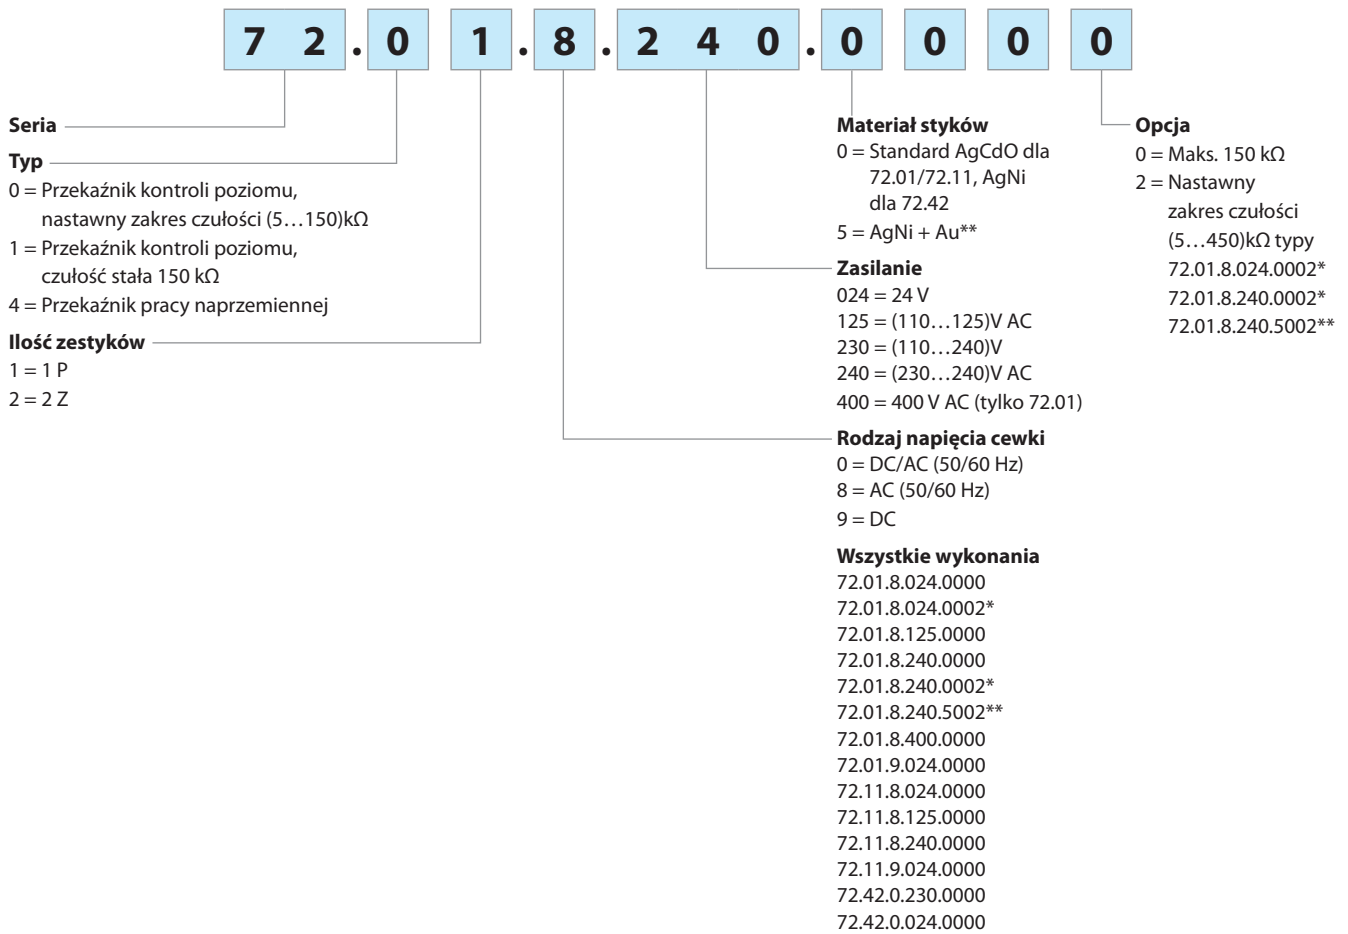 7 2 . 0 1 . 8 . 2 4 0 . 0 0 0 0
Seria
Typ
0 = Przekaźnik kontroli poziomu,
nastawny zakres czułości (5…150)kΩ
1 = Przekaźnik kontroli poziomu,
czułość stała 150 kΩ
4 = Przekaźnik pracy naprzemiennej
Ilość zestyków
1 = 1 P
2 = 2 Z
Materiał styków
0 = Standard AgCdO dla
72.01/72.11, AgNi
dla 72.42
5 = AgNi + Au**
Zasilanie
024 = 24 V
125 = (110…125)V AC
230 = (110…240)V
240 = (230…240)V AC
400 = 400 V AC (tylko 72.01)
Rodzaj napięcia cewki
0 = DC/AC (50/60 Hz)
8 = AC (50/60 Hz)
9 = DC
Wszystkie wykonania
72.01.8.024.0000
72.01.8.024.0002*
72.01.8.125.0000
72.01.8.240.0000
72.01.8.240.0002*
72.01.8.240.5002**
72.01.8.400.0000
72.01.9.024.0000
72.11.8.024.0000
72.11.8.125.0000
72.11.8.240.0000
72.11.9.024.0000
72.42.0.230.0000
72.42.0.024.0000
Opcja
0 = Maks. 150 kΩ
2 = Nastawny
zakres czułości
(5…450)kΩ typy
72.01.8.024.0002*
72.01.8.240.0002*
72.01.8.240.5002**